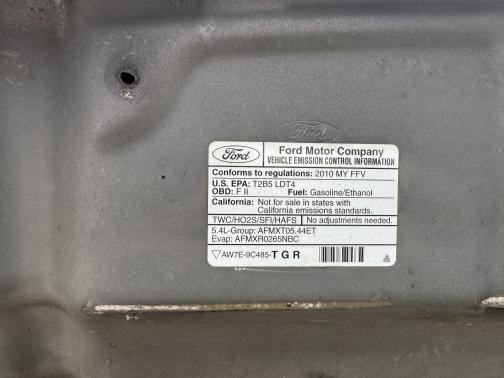 Ford
Ford
Ford Motor Company
VEHICLE EMISSION CONTROL INFORMATION
Conforms to regulations: 2010 MY FFV
U.S. EPA: T2B5 LDT4
OBD: F II Fuel: Gasoline/Ethanol
California: Not for sale in states with
California emissions standards.
TWC/HO2S/SFI/HAFS No adjustments needed.
5.4L-Group: AFMXT05.44ET
Evap: AFMXR0265NBC
AW7E-9C485-TGR